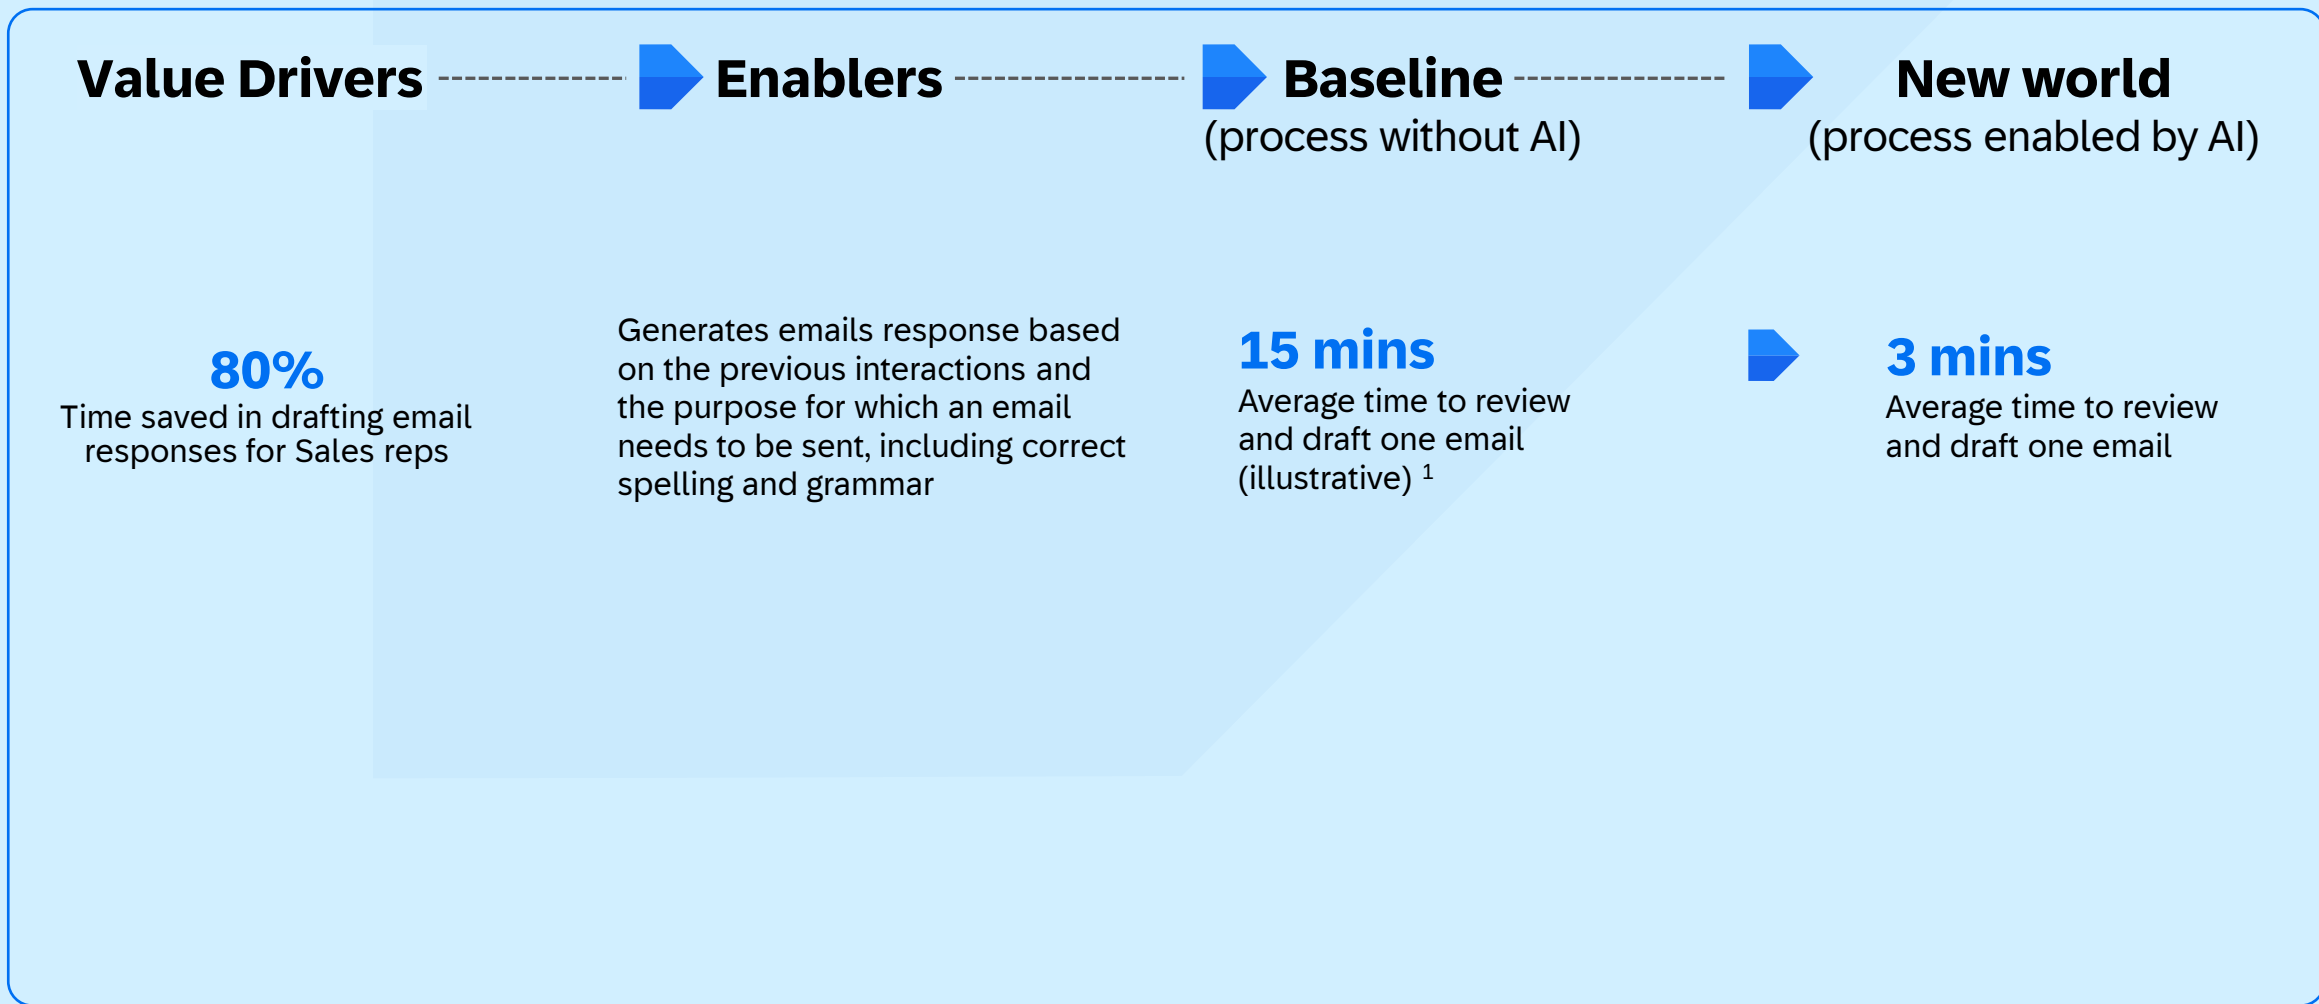 Value Drivers
Enablers
Baseline
(process without AI)
New world
(process enabled by AI)
80%
Time saved in drafting email
responses for Sales reps
Generates emails response based
on the previous interactions and
the purpose for which an email
needs to be sent, including correct
spelling and grammar
15 mins
Average time to review
and draft one email
(illustrative) 1
3 mins
Average time to review
and draft one email